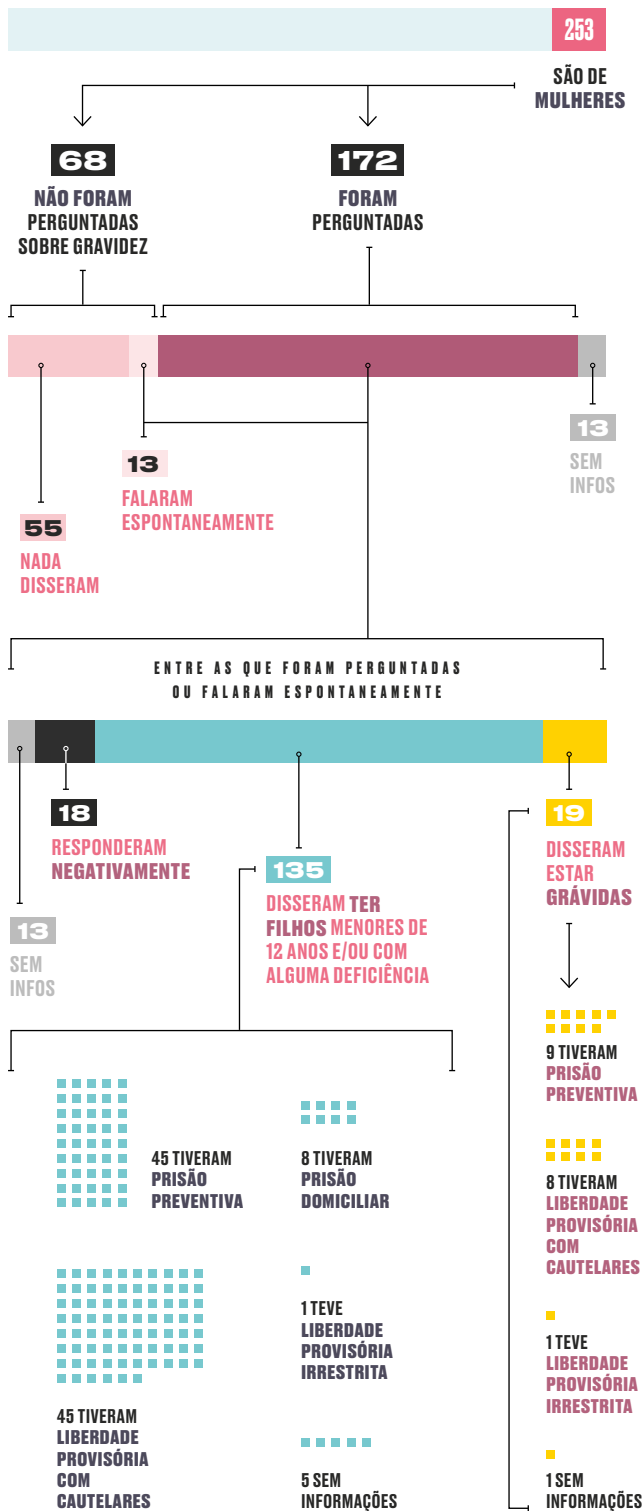 253
SÃO DE
MULHERES
68
NÃO FORAM
PERGUNTADAS
SOBRE GRAVIDEZ
172
FORAM
PERGUNTADAS
13
SEM
INFOS
13
FALARAM
ESPONTANEAMENTE
55
NADA
DISSERAM
ENTRE AS QUE FORAM PERGUNTADAS
OU FALARAM ESPONTANEAMENTE
18
RESPONDERAM
NEGATIVAMENTE
13
SEM
INFOS
135
DISSERAM TER
FILHOS MENORES DE
12 ANOS E/OU COM
ALGUMA DEFICIÊNCIA
19
DISSERAM
ESTAR
GRÁVIDAS
45 TIVERAM
PRISÃO
PREVENTIVA
8 TIVERAM
PRISÃO
DOMICILIAR
45 TIVERAM
LIBERDADE
PROVISÓRIA
COM
CAUTELARES
1 TEVE
LIBERDADE
PROVISÓRIA
IRRESTRITA
5 SEM
INFORMAÇÕES
9 TIVERAM
PRISÃO
PREVENTIVA
8 TIVERAM
LIBERDADE
PROVISÓRIA
COM
CAUTELARES
1 TEVE
LIBERDADE
PROVISÓRIA
IRRESTRITA
1 SEM
INFORMAÇÕES